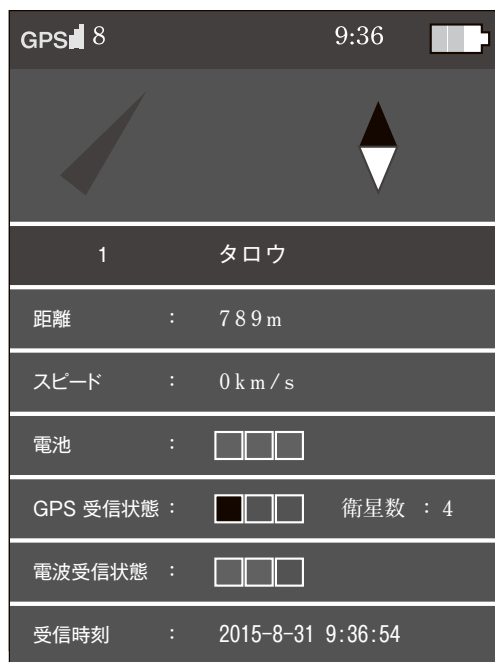 GPS 8 9:36
1 タロウ
距離 : 789m
スピード : 0km/s
電池 :
GPS 受信状態 : 衛星数 : 4
電波受信状態 :
受信時刻 : 2015-8-31 9:36:54